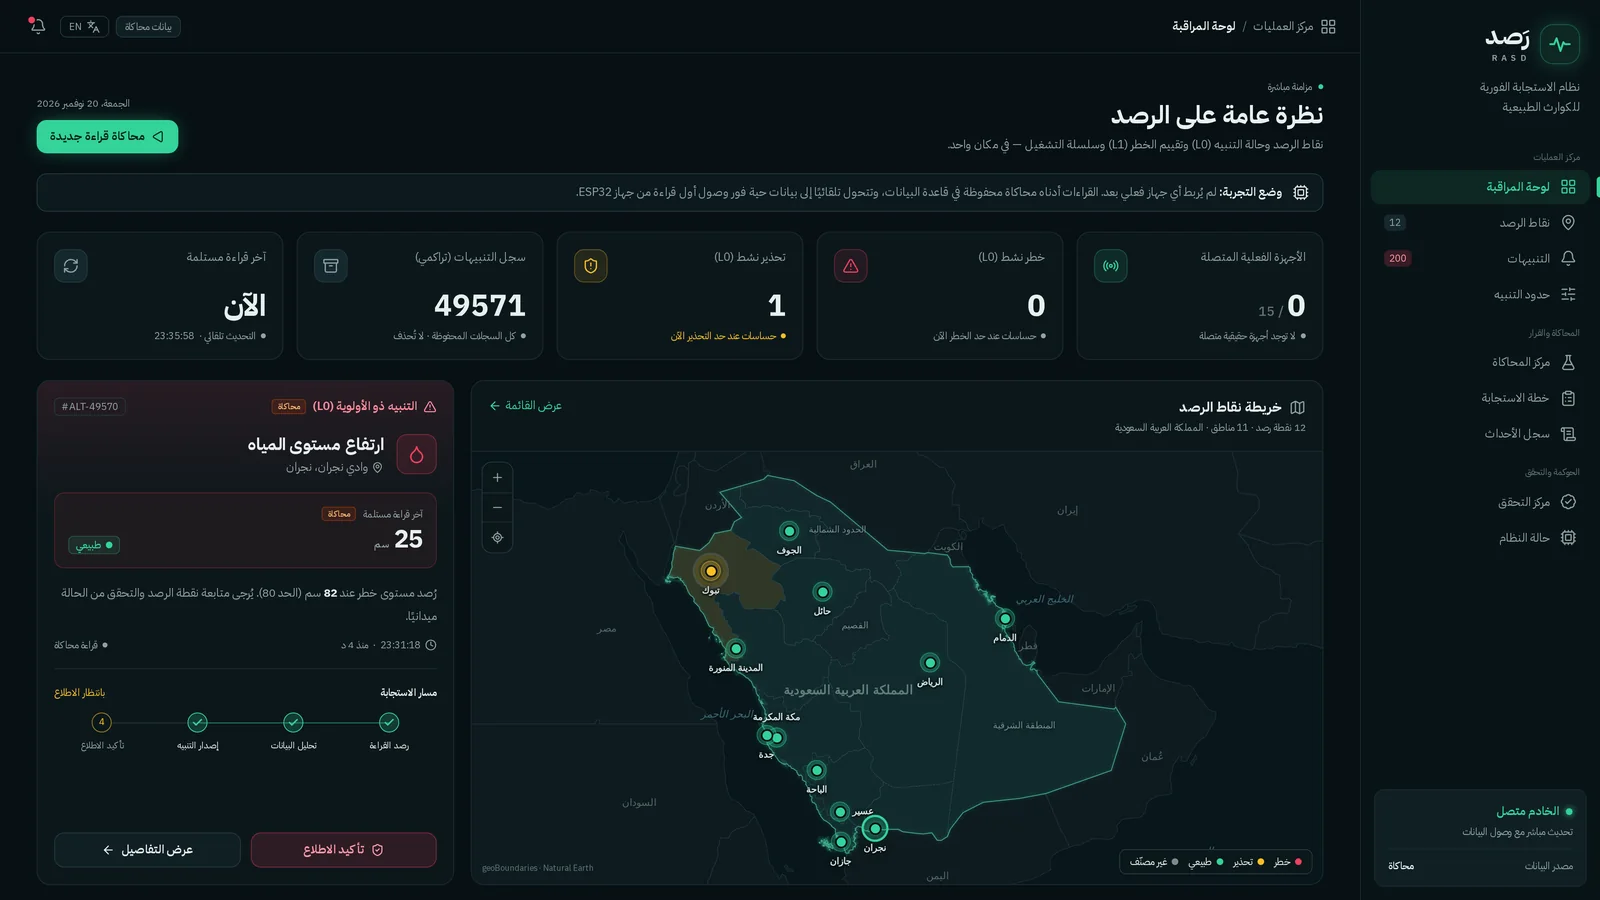 رَصد
RASD
نظام الاستجابة الفورية
للكوارث الطبيعية
مركز العمليات
لوحة المراقبة
نقاط الرصد 12
التنبيهات 200
حدود التنبيه
المحاكاة والقرار
مركز المحاكاة
خطة الاستجابة
سجل الأحداث
الحوكمة والتحقق
مركز التحقق
حالة النظام
الخادم متصل
تحديث مباشر مع وصول البيانات
مصدر البيانات محاكاة
مركز العمليات / لوحة المراقبة
بيانات محاكاة
EN
مزامنة مباشرة
نظرة عامة على الرصد
نقاط الرصد وحالة التنبيه (L0) وتقييم الخطر (L1) وسلسلة التشغيل — في مكان واحد.
الجمعة، 20 نوفمبر 2026
محاكاة قراءة جديدة
وضع التجربة: لم يُربط أي جهاز فعلي بعد. القراءات أدناه محاكاة محفوظة في قاعدة البيانات، وتتحول تلقائيًا إلى بيانات حية فور وصول أول قراءة من جهاز ESP32.
الأجهزة الفعلية المتصلة
0 / 15
لا توجد أجهزة حقيقية متصلة
خطر نشط (L0)
0
حساسات عند حد الخطر الآن
تحذير نشط (L0)
1
حساسات عند حد التحذير الآن
سجل التنبيهات (تراكمي)
49571
كل السجلات المحفوظة · لا تُحذف
آخر قراءة مستلمة
الآن
التحديث تلقائي · 23:35:58
خريطة نقاط الرصد
12 نقطة رصد · 11 مناطق · المملكة العربية السعودية
عرض القائمة
العراق
الأردن
إيران
الحدود الشمالية
الجوف
الكويت
تبوك
حائل
الخليج العربي
القصيم
الدمام
مصر
قطر
المدينة المنورة
الرياض
المملكة العربية السعودية
الإمارات
البحر الأحمر
مكة المكرمة
المنطقة الشرقية
جدة
عُمان
الباحة
السودان
عسير
نجران
جازان
اليمن
خطر
تحذير
طبيعي
غير مصنّف
geoBoundaries · Natural Earth
التنبيه ذو الأولوية (L0) محاكاة
#ALT-49570
ارتفاع مستوى المياه
وادي نجران، نجران
آخر قراءة مستلمة محاكاة
25 سم
طبيعي
رُصد مستوى خطر عند 82 سم (الحد 80). يُرجى متابعة نقطة الرصد والتحقق من الحالة
ميدانيًا.
23:31:18 · منذ 4 د
قراءة محاكاة
مسار الاستجابة
بانتظار الاطلاع
4
رصد القراءة
تحليل البيانات
إصدار التنبيه
تأكيد الاطلاع
تأكيد الاطلاع
عرض التفاصيل